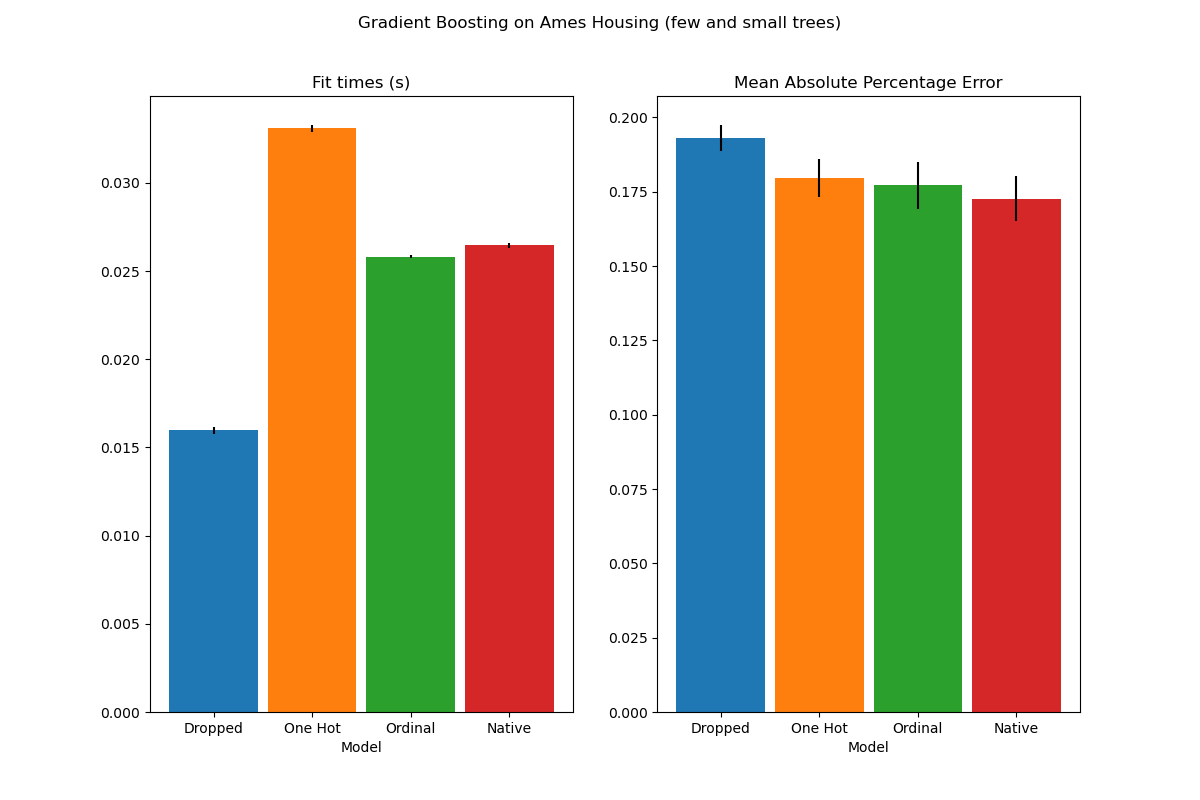 Gradient Boosting on Ames Housing (few and small trees)
Fit times (s)
0.030
0.025
0.020
0.015
0.010
0.005
0.000
Dropped One Hot Ordinal Native
Model
Mean Absolute Percentage Error
0.200
0.175
0.150
0.125
0.100
0.075
0.050
0.025
0.000
Dropped One Hot Ordinal Native
Model